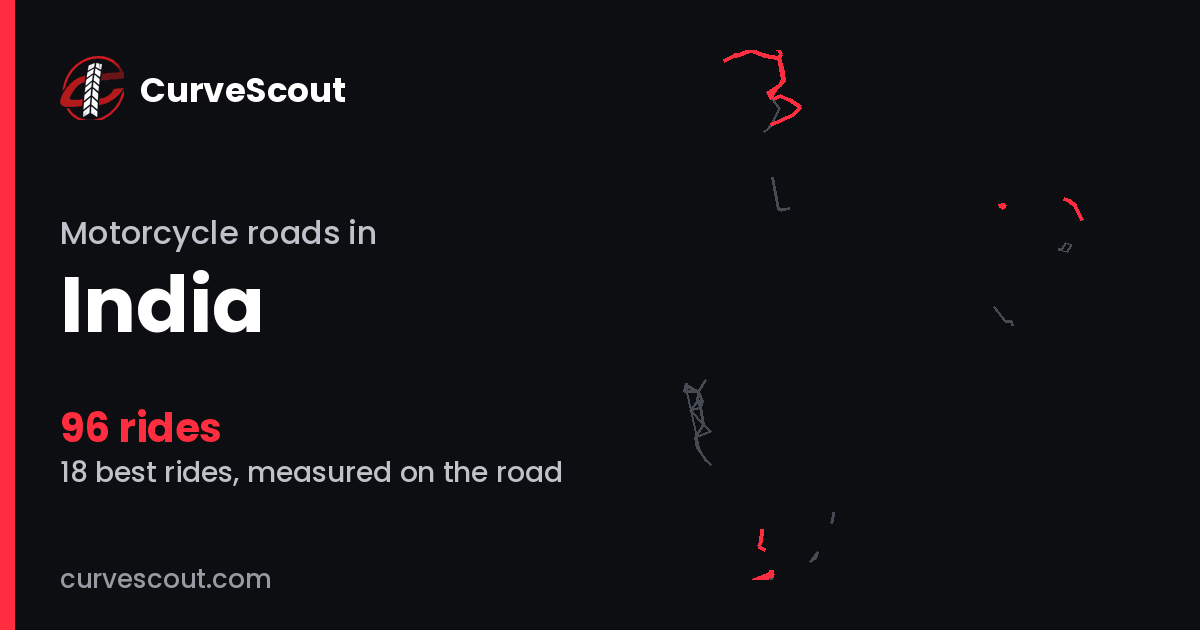 CurveScout
Motorcycle roads in
India
96 rides
18 best rides, measured on the road
curvescout.com